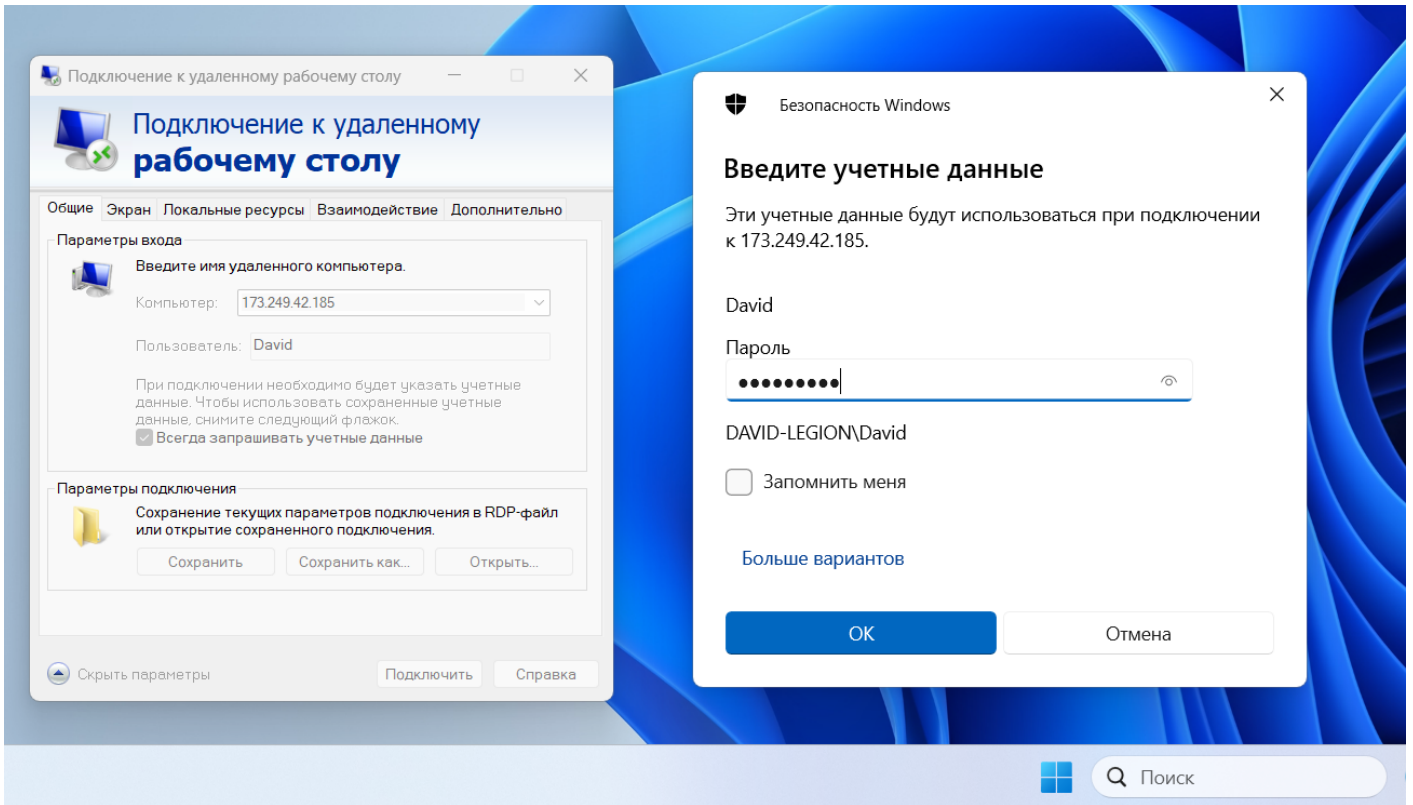 Подключение к удаленному рабочему столу
Подключение к удаленному
рабочему столу
Общие Экран Локальные ресурсы Взаимодействие Дополнительно
Параметры входа
Введите имя удаленного компьютера.
Компьютер: 173.249.42.185
Пользователь: David
При подключении необходимо будет указать учетные
данные. Чтобы использовать сохраненные учетные
данные, снимите следующий флажок.
Всегда запрашивать учетные данные
Параметры подключения
Сохранение текущих параметров подключения в RDP-файл
или открытие сохраненного подключения.
Сохранить Сохранить как... Открыть...
Скрыть параметры Подключить Справка
Безопасность Windows
Введите учетные данные
Эти учетные данные будут использоваться при подключении
к 173.249.42.185.
David
Пароль
●●●●●●●●●
DAVID-LEGION\David
Запомнить меня
Больше вариантов
ОК Отмена
Поиск